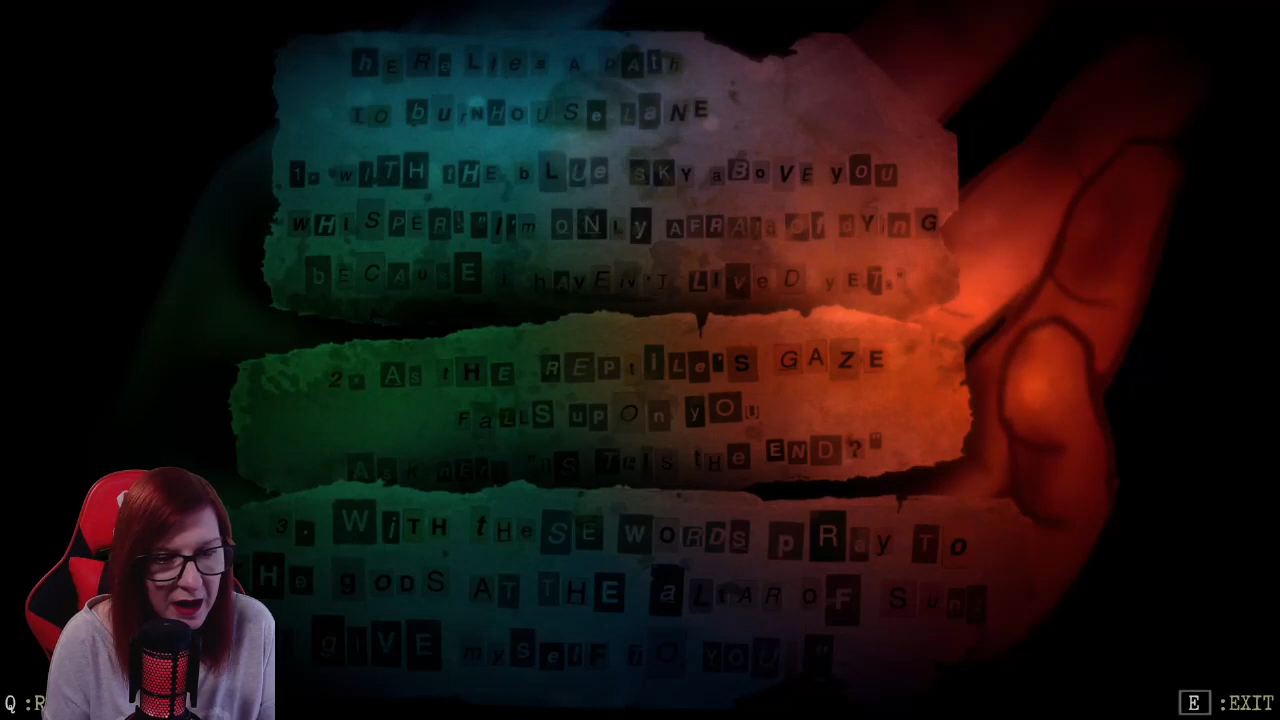 hERe Lies A PAth
TO burNHOUSe LaNE
1. wiTH tHE bLUe SKY aBoVE yOU
WHiSPER: "I'm ONLy AFRAid Of dYinG
bECAusE i hAVEN'T LIVeD yET."
2. As tHE REPtILe'S GAZE
FaLLS upOn yOU
AsK HER: "iS THiS tHe END?"
3. WiTH tHeSE WORDS pRay To
tHe gODS AT THE aLtAR oF Sun:
"I giVE mysElF TO YOU."
Q :R
E :EXIT